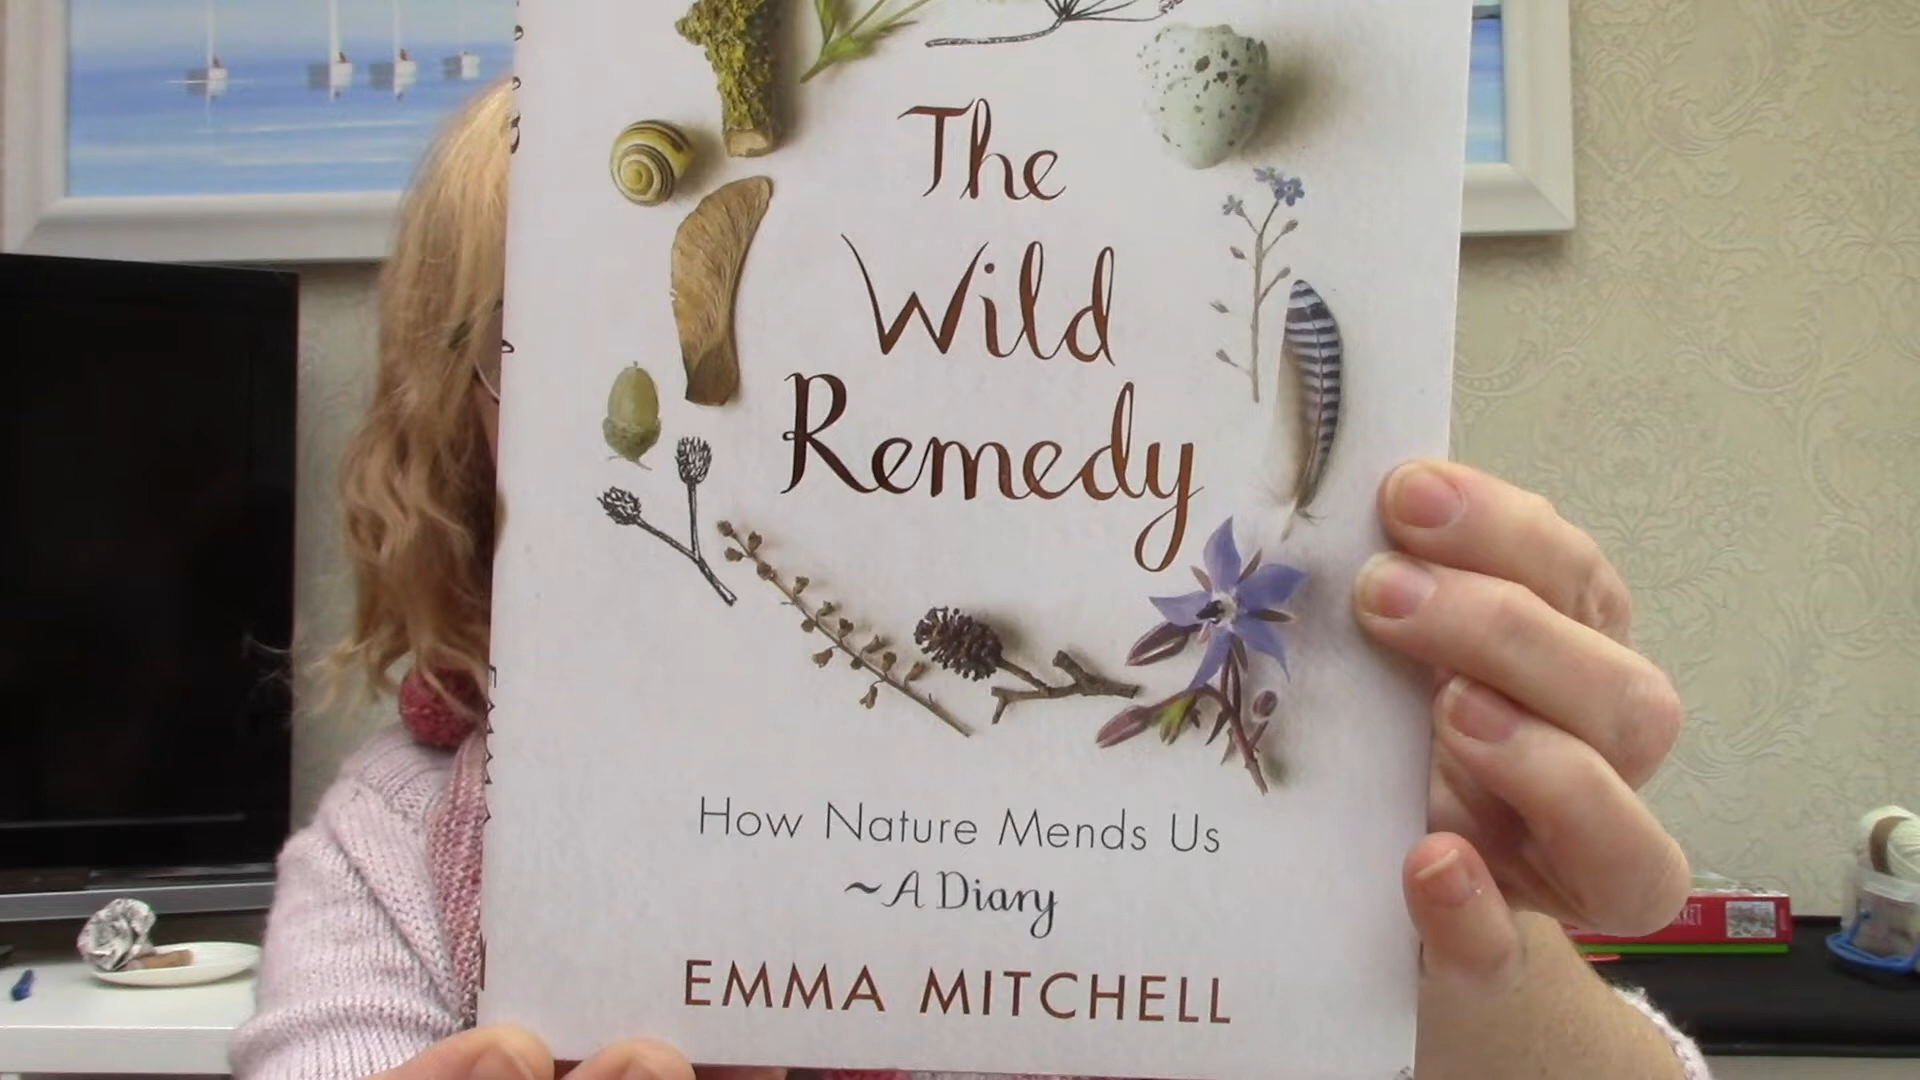 The
Wild
Remedy
How Nature Mends Us
~A Diary
EMMA MITCHELL